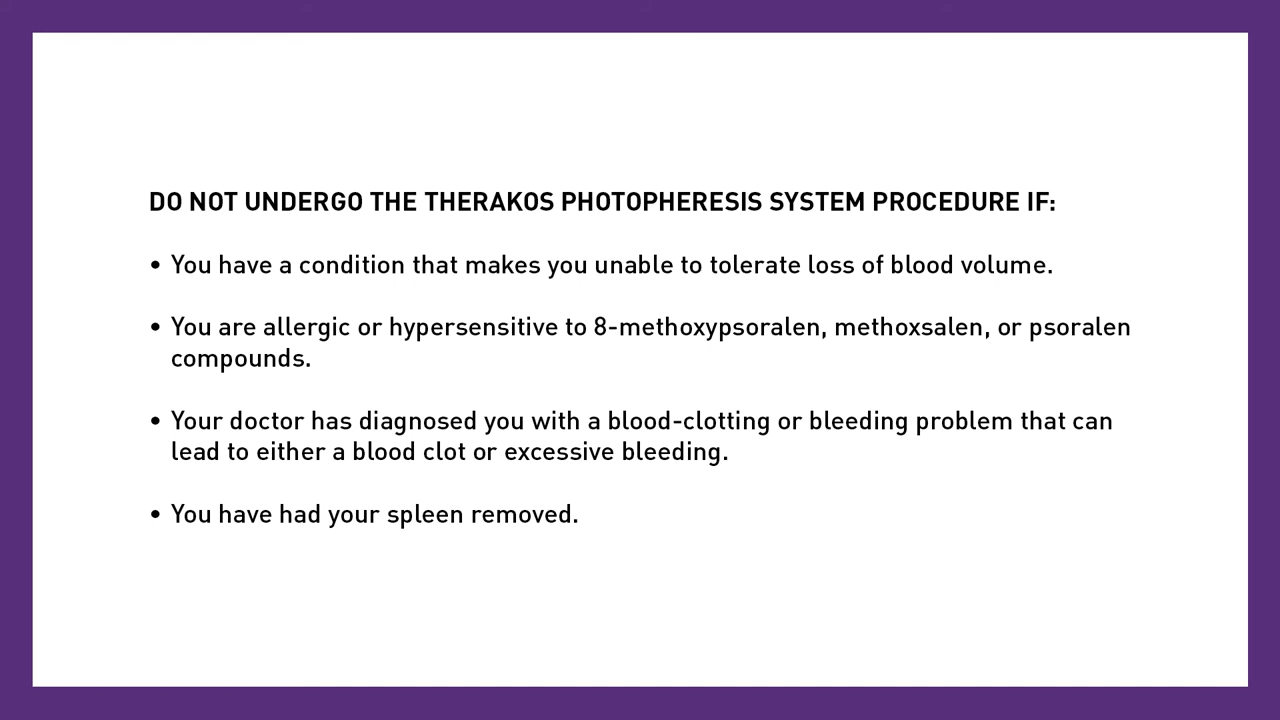 DO NOT UNDERGO THE THERAKOS PHOTOPHERESIS SYSTEM PROCEDURE IF:
• You have a condition that makes you unable to tolerate loss of blood volume.
• You are allergic or hypersensitive to 8-methoxypsoralen, methoxsalen, or psoralen
compounds.
• Your doctor has diagnosed you with a blood-clotting or bleeding problem that can
lead to either a blood clot or excessive bleeding.
• You have had your spleen removed.